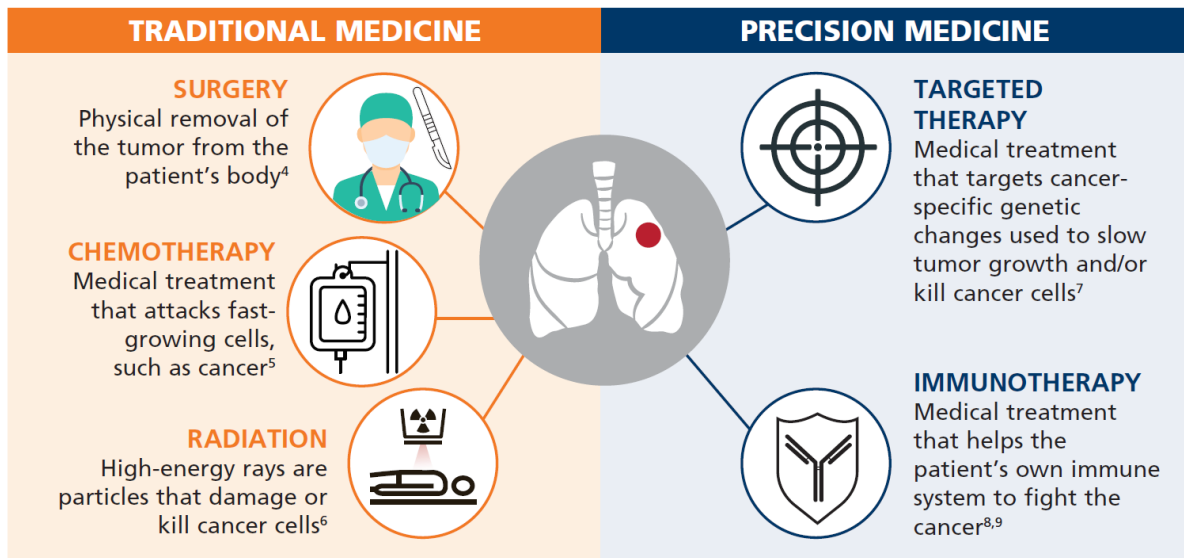 TRADITIONAL MEDICINE
SURGERY
Physical removal of
the tumor from the
patient’s body⁴
CHEMOTHERAPY
Medical treatment
that attacks fast-
growing cells,
such as cancer⁵
RADIATION
High-energy rays are
particles that damage or
kill cancer cells⁶
PRECISION MEDICINE
TARGETED
THERAPY
Medical treatment
that targets cancer-
specific genetic
changes used to slow
tumor growth and/or
kill cancer cells⁷
IMMUNOTHERAPY
Medical treatment
that helps the
patient’s own immune
system to fight the
cancer⁸,⁹